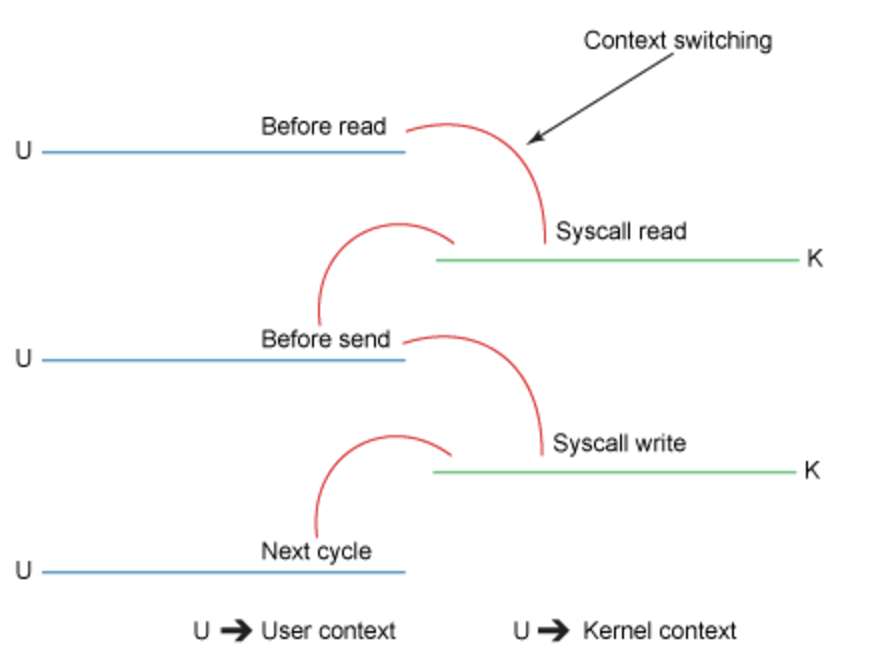 Context switching
Before read
U
Syscall read
K
Before send
U
Syscall write
K
Next cycle
U
U ➔ User context
U ➔ Kernel context